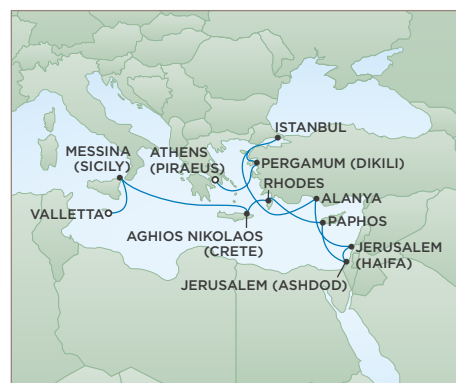 ISTANBUL
MESSINA
(SICILY)
ATHENS
(PIRAEUS)
PERGAMUM (DIKILI)
RHODES
ALANYA
VALLETTA
PAPHOS
AGHIOS NIKOLAOS
(CRETE)
JERUSALEM
(HAIFA)
JERUSALEM (ASHDOD)